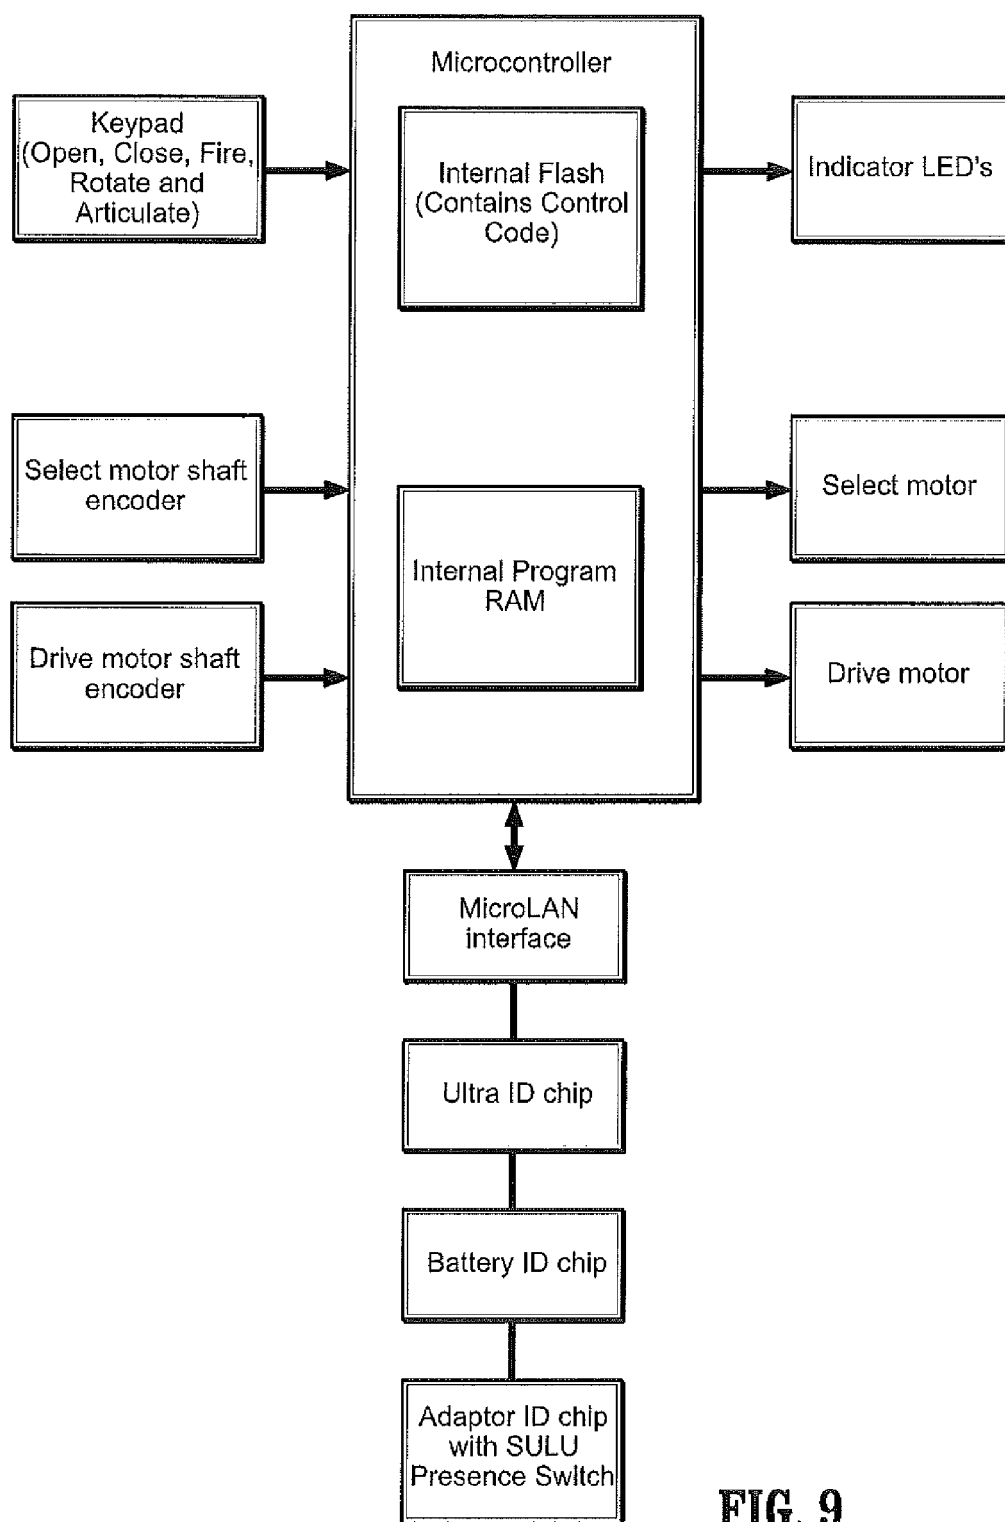 Microcontroller
Keypad
(Open, Close, Fire,
Rotate and
Articulate)
Internal Flash
(Contains Control
Code)
Indicator LED's
Select motor shaft
encoder
Internal Program
RAM
Select motor
Drive motor shaft
encoder
Drive motor
MicroLAN
interface
Ultra ID chip
Battery ID chip
Adaptor ID chip
with SULU
Presence Switch
FIG. 9